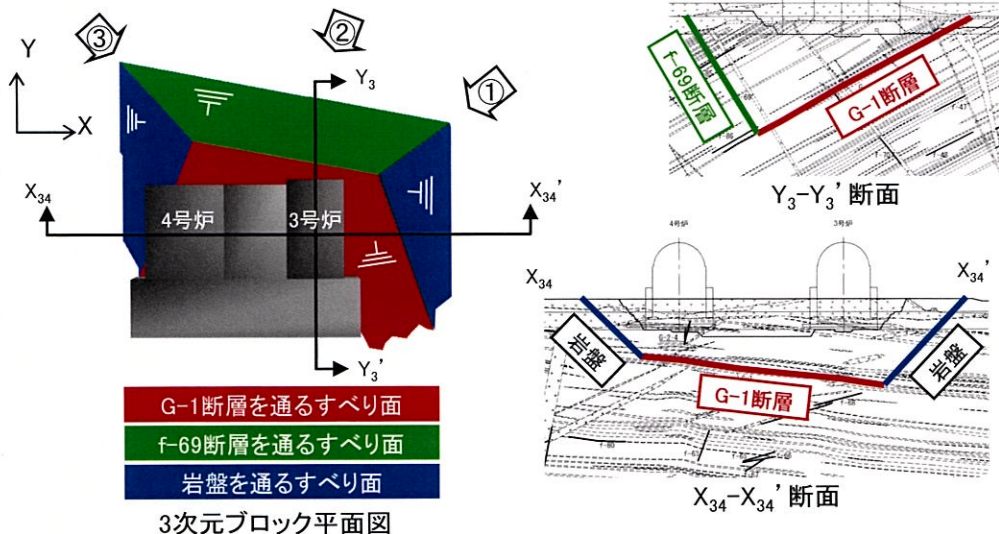 ③
②
①
Y
X
Y₃
X₃₄
X₃₄'
4号炉
3号炉
Y₃'
G-1断層を通るすべり面
f-69断層を通るすべり面
岩盤を通るすべり面
3次元ブロック平面図
f-69断層
G-1断層
f-86
f-47
f-48
Y₃-Y₃'断面
4号炉
3号炉
X₃₄
X₃₄'
岩盤
岩盤
G-1断層
f-60
X₃₄-X₃₄'断面